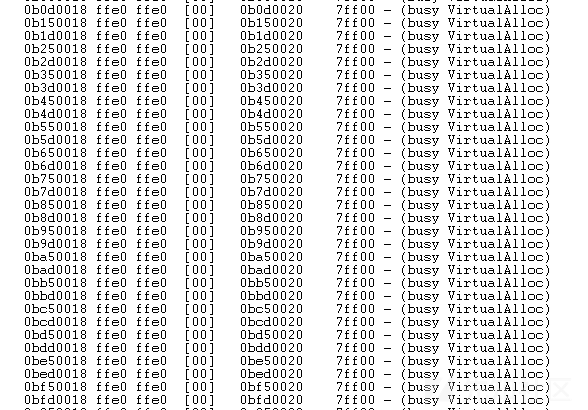 0b0d0018 ffe0 ffe0 [00] 0b0d0020 7ff00 - (busy VirtualAlloc)
0b150018 ffe0 ffe0 [00] 0b150020 7ff00 - (busy VirtualAlloc)
0b1d0018 ffe0 ffe0 [00] 0b1d0020 7ff00 - (busy VirtualAlloc)
0b250018 ffe0 ffe0 [00] 0b250020 7ff00 - (busy VirtualAlloc)
0b2d0018 ffe0 ffe0 [00] 0b2d0020 7ff00 - (busy VirtualAlloc)
0b350018 ffe0 ffe0 [00] 0b350020 7ff00 - (busy VirtualAlloc)
0b3d0018 ffe0 ffe0 [00] 0b3d0020 7ff00 - (busy VirtualAlloc)
0b450018 ffe0 ffe0 [00] 0b450020 7ff00 - (busy VirtualAlloc)
0b4d0018 ffe0 ffe0 [00] 0b4d0020 7ff00 - (busy VirtualAlloc)
0b550018 ffe0 ffe0 [00] 0b550020 7ff00 - (busy VirtualAlloc)
0b5d0018 ffe0 ffe0 [00] 0b5d0020 7ff00 - (busy VirtualAlloc)
0b650018 ffe0 ffe0 [00] 0b650020 7ff00 - (busy VirtualAlloc)
0b6d0018 ffe0 ffe0 [00] 0b6d0020 7ff00 - (busy VirtualAlloc)
0b750018 ffe0 ffe0 [00] 0b750020 7ff00 - (busy VirtualAlloc)
0b7d0018 ffe0 ffe0 [00] 0b7d0020 7ff00 - (busy VirtualAlloc)
0b850018 ffe0 ffe0 [00] 0b850020 7ff00 - (busy VirtualAlloc)
0b8d0018 ffe0 ffe0 [00] 0b8d0020 7ff00 - (busy VirtualAlloc)
0b950018 ffe0 ffe0 [00] 0b950020 7ff00 - (busy VirtualAlloc)
0b9d0018 ffe0 ffe0 [00] 0b9d0020 7ff00 - (busy VirtualAlloc)
0ba50018 ffe0 ffe0 [00] 0ba50020 7ff00 - (busy VirtualAlloc)
0bad0018 ffe0 ffe0 [00] 0bad0020 7ff00 - (busy VirtualAlloc)
0bb50018 ffe0 ffe0 [00] 0bb50020 7ff00 - (busy VirtualAlloc)
0bbd0018 ffe0 ffe0 [00] 0bbd0020 7ff00 - (busy VirtualAlloc)
0bc50018 ffe0 ffe0 [00] 0bc50020 7ff00 - (busy VirtualAlloc)
0bcd0018 ffe0 ffe0 [00] 0bcd0020 7ff00 - (busy VirtualAlloc)
0bd50018 ffe0 ffe0 [00] 0bd50020 7ff00 - (busy VirtualAlloc)
0bdd0018 ffe0 ffe0 [00] 0bdd0020 7ff00 - (busy VirtualAlloc)
0be50018 ffe0 ffe0 [00] 0be50020 7ff00 - (busy VirtualAlloc)
0bed0018 ffe0 ffe0 [00] 0bed0020 7ff00 - (busy VirtualAlloc)
0bf50018 ffe0 ffe0 [00] 0bf50020 7ff00 - (busy VirtualAlloc)
0bfd0018 ffe0 ffe0 [00] 0bfd0020 7ff00 - (busy VirtualAlloc)